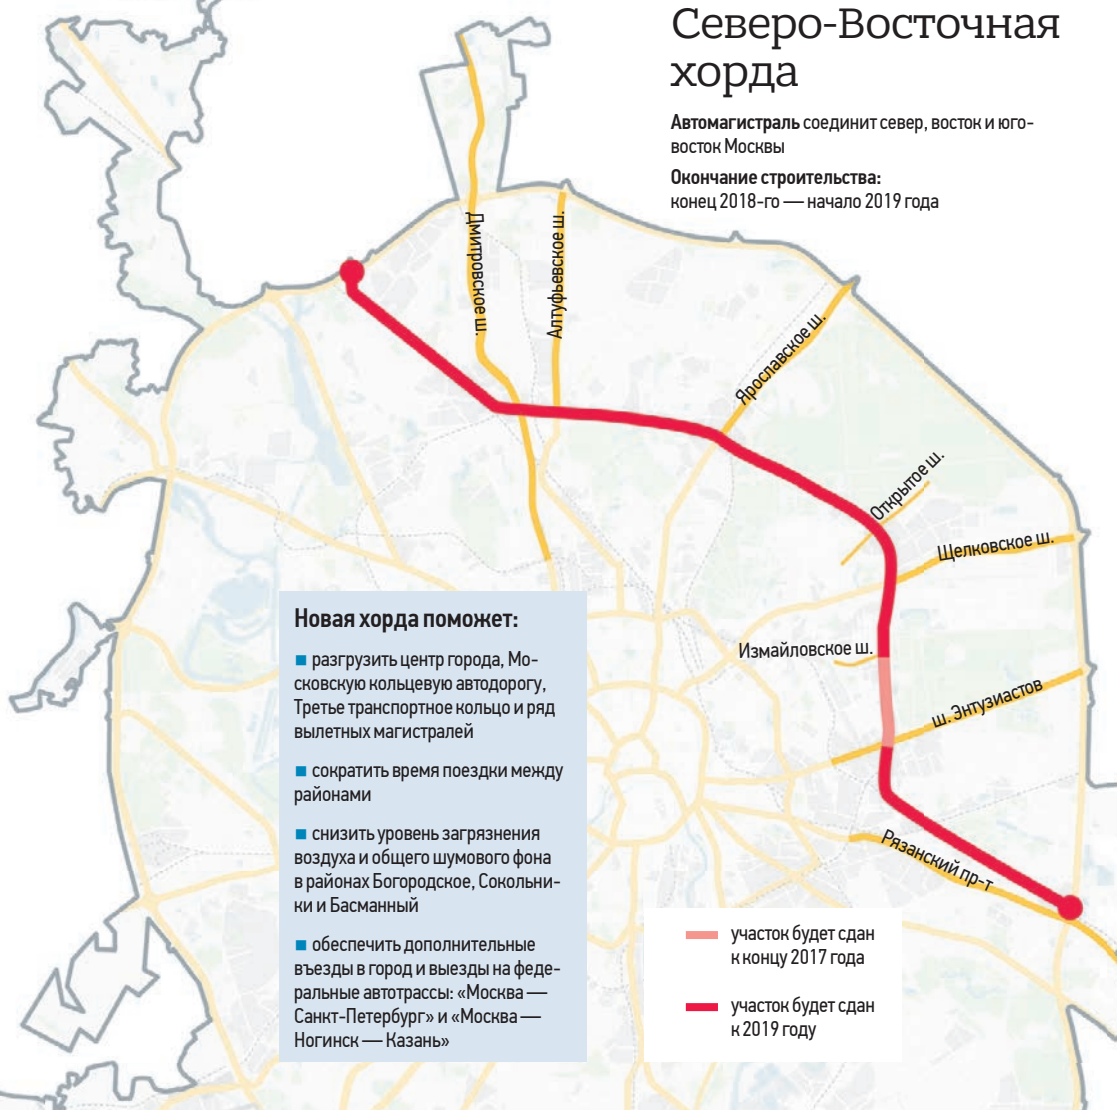 Северо-Восточная
хорда
Автомагистраль соединит север, восток и юго-
восток Москвы
Окончание строительства:
конец 2018-го — начало 2019 года
Дмитровское ш.
Алтуфьевское ш.
Ярославское ш.
Открытое ш.
Щелковское ш.
Измайловское ш.
ш. Энтузиастов
Рязанский пр-т
Новая хорда поможет:
■ разгрузить центр города, Мо-
сковскую кольцевую автодорогу,
Третье транспортное кольцо и ряд
вылетных магистралей
■ сократить время поездки между
районами
■ снизить уровень загрязнения
воздуха и общего шумового фона
в районах Богородское, Сокольни-
ки и Басманный
■ обеспечить дополнительные
въезды в город и выезды на феде-
ральные автотрассы: «Москва —
Санкт-Петербург» и «Москва —
Ногинск — Казань»
участок будет сдан
к концу 2017 года
участок будет сдан
к 2019 году